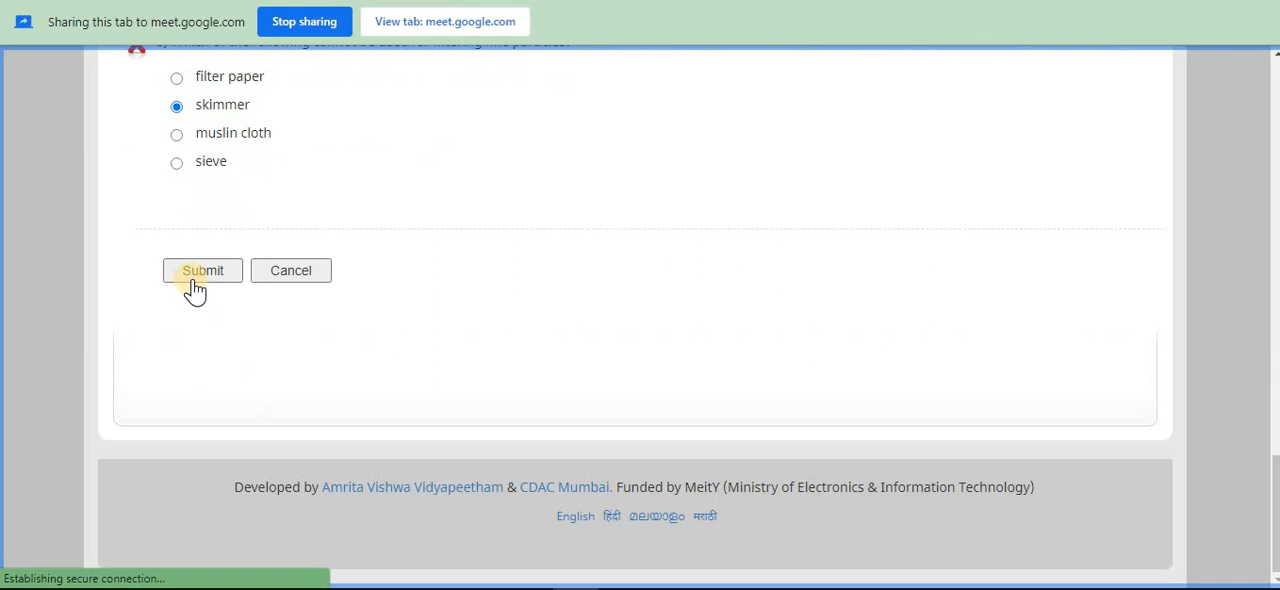 Sharing this tab to meet.google.com
Stop sharing
View tab: meet.google.com
filter paper
skimmer
muslin cloth
sieve
Submit
Cancel
Developed by Amrita Vishwa Vidyapeetham & CDAC Mumbai. Funded by MeitY (Ministry of Electronics & Information Technology)
English हिंदी മലയാളം मराठी
Establishing secure connection...